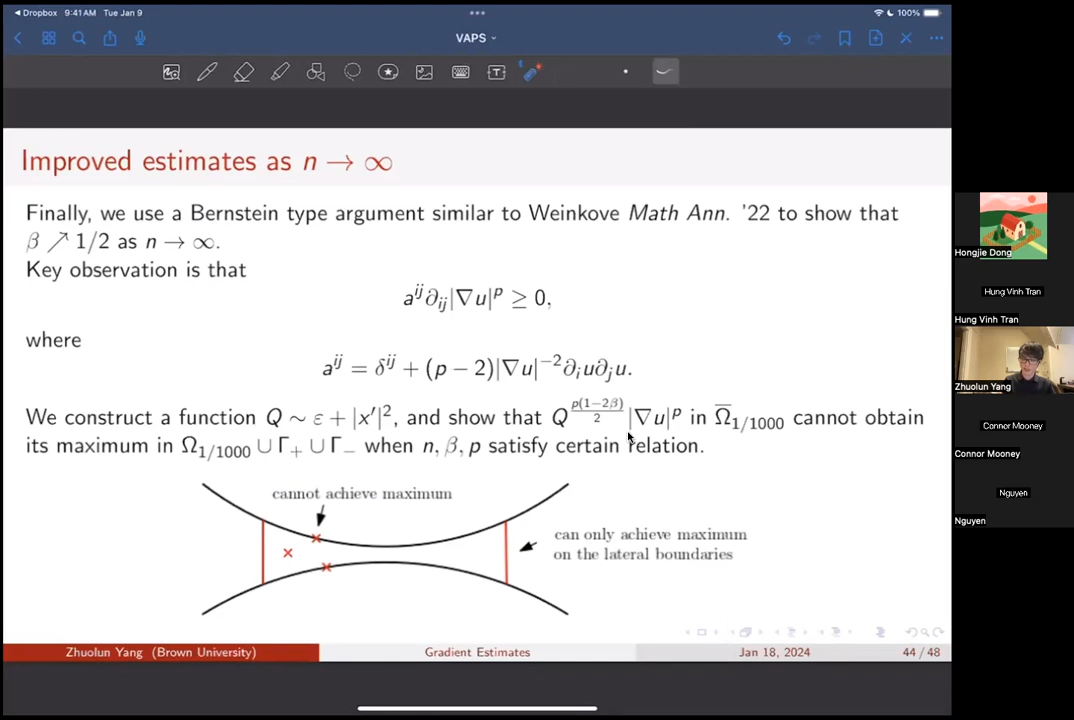 Dropbox 9:41 AM Tue Jan 9
100%
VAPS
Improved estimates as n → ∞
Finally, we use a Bernstein type argument similar to Weinkove Math Ann. '22 to show that
β ↗ 1/2 as n → ∞.
Key observation is that
a^{ij}∂_{ij}|∇u|^p ≥ 0,
where
a^{ij} = δ^{ij} + (p − 2)|∇u|^{−2}∂_i u∂_j u.
We construct a function Q ∼ ε + |x′|², and show that Q^{\frac{p(1−2β)}{2}}|∇u|^p in \overline{Ω}_{1/1000} cannot obtain
its maximum in Ω_{1/1000} ∪ Γ_+ ∪ Γ_− when n, β, p satisfy certain relation.
cannot achieve maximum
can only achieve maximum
on the lateral boundaries
Zhuolun Yang (Brown University)
Gradient Estimates
Jan 18, 2024
44 / 48
Hongjie Dong
Hung Vinh Tran
Hung Vinh Tran
Zhuolun Yang
Connor Mooney
Connor Mooney
Nguyen
Nguyen